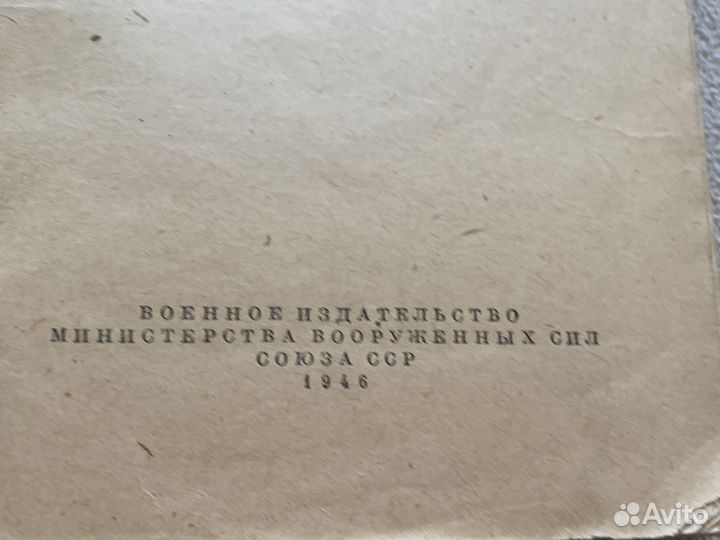 ВОЕННОЕ ИЗДАТЕЛЬСТВО
МИНИСТЕРСТВА ВООРУЖЕННЫХ СИЛ
СОЮЗА ССР
1946
Avito